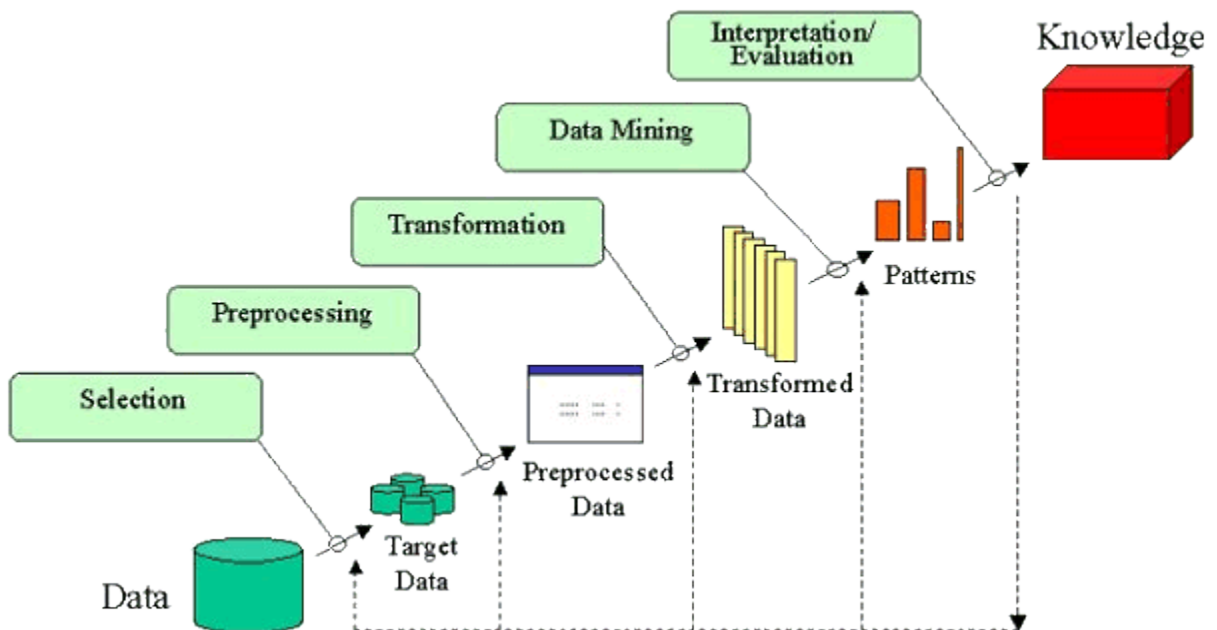 Interpretation/
Evaluation
Knowledge
Data Mining
Transformation
Patterns
Preprocessing
Transformed
Data
Selection
Preprocessed
Data
Target
Data
Data